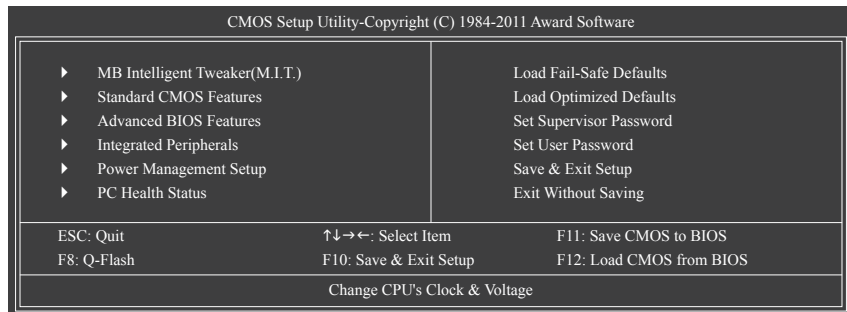 CMOS Setup Utility-Copyright (C) 1984-2011 Award Software
MB Intelligent Tweaker(M.I.T.)
Standard CMOS Features
Advanced BIOS Features
Integrated Peripherals
Power Management Setup
PC Health Status
Load Fail-Safe Defaults
Load Optimized Defaults
Set Supervisor Password
Set User Password
Save & Exit Setup
Exit Without Saving
ESC: Quit ↑↓→←: Select Item F11: Save CMOS to BIOS
F8: Q-Flash F10: Save & Exit Setup F12: Load CMOS from BIOS
Change CPU's Clock & Voltage